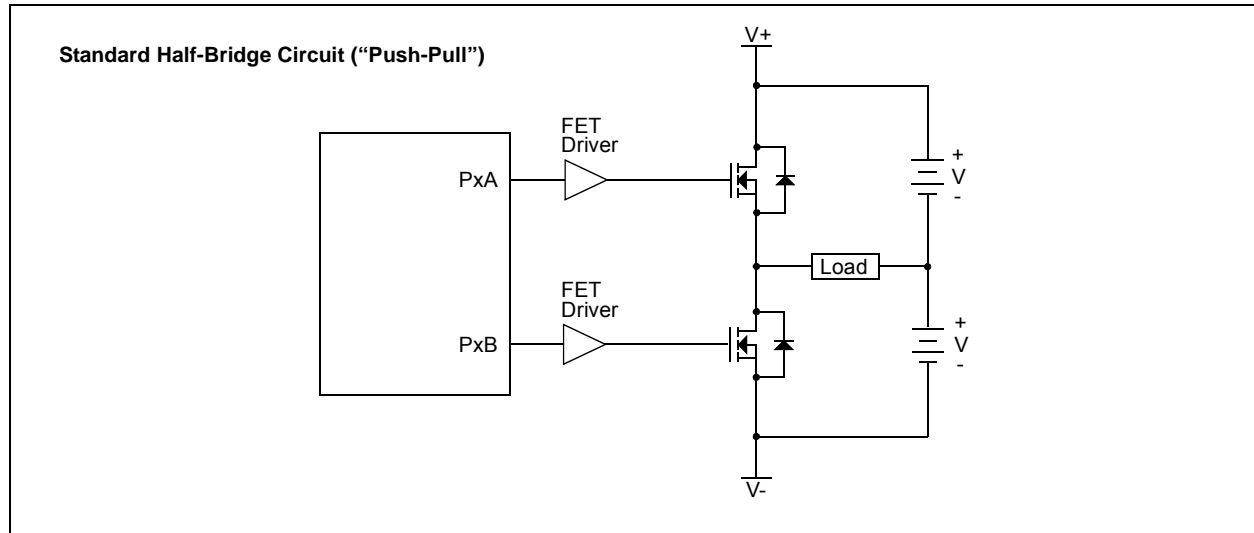 Standard Half-Bridge Circuit (“Push-Pull”)
V+
FET
Driver
PxA
+
V
-
Load
FET
Driver
PxB
+
V
-
V-